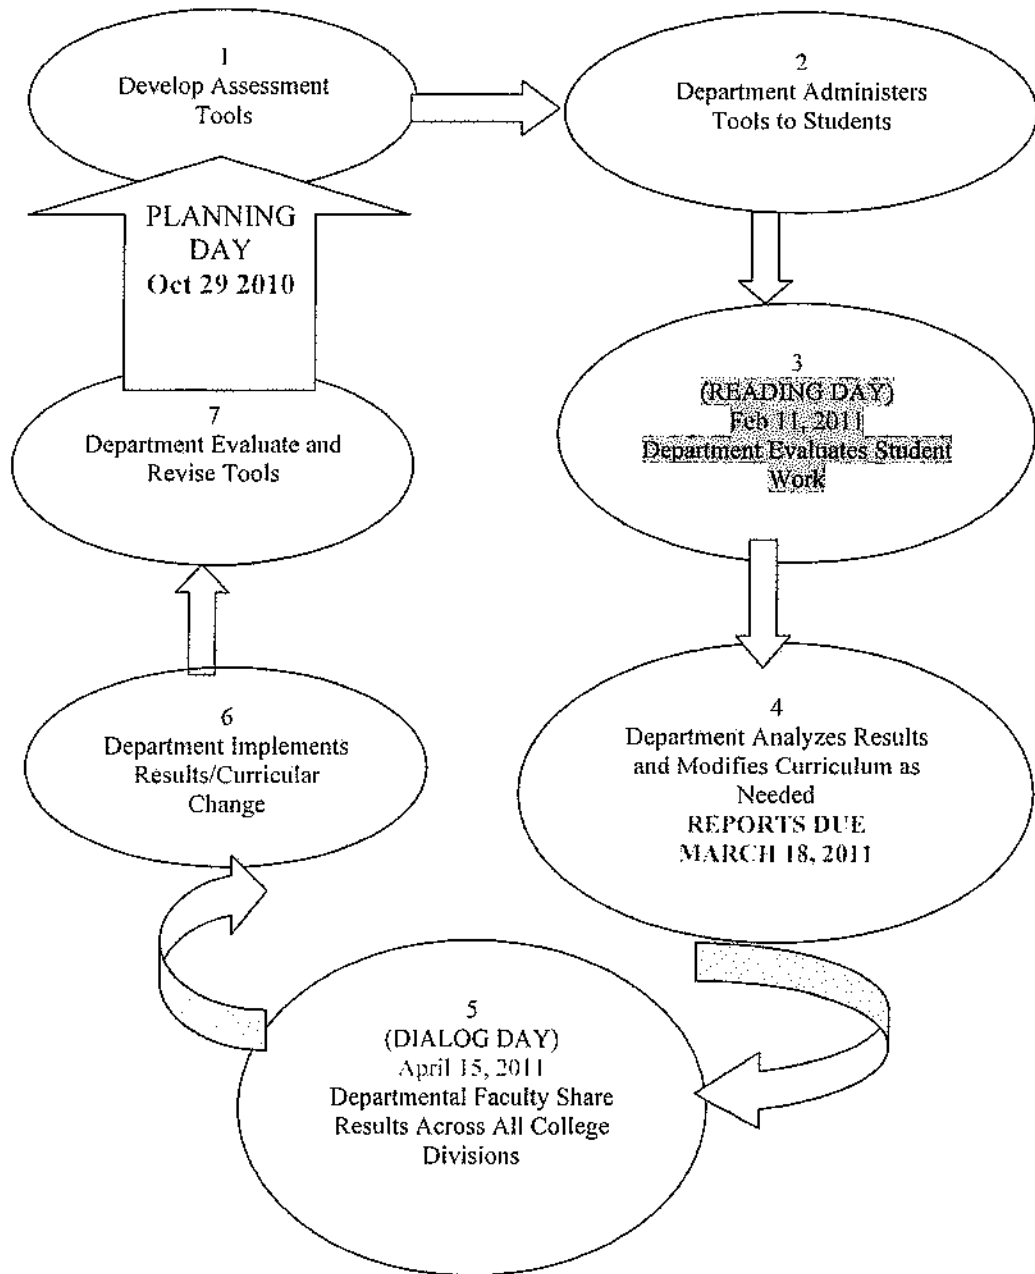 1
Develop Assessment
Tools
2
Department Administers
Tools to Students
PLANNING
DAY
Oct 29 2010
3
(READING DAY)
Feb 11, 2011
Department Evaluates Student
Work
7
Department Evaluate and
Revise Tools
4
Department Analyzes Results
and Modifies Curriculum as
Needed
REPORTS DUE
MARCH 18, 2011
6
Department Implements
Results/Curricular
Change
5
(DIALOG DAY)
April 15, 2011
Departmental Faculty Share
Results Across All College
Divisions